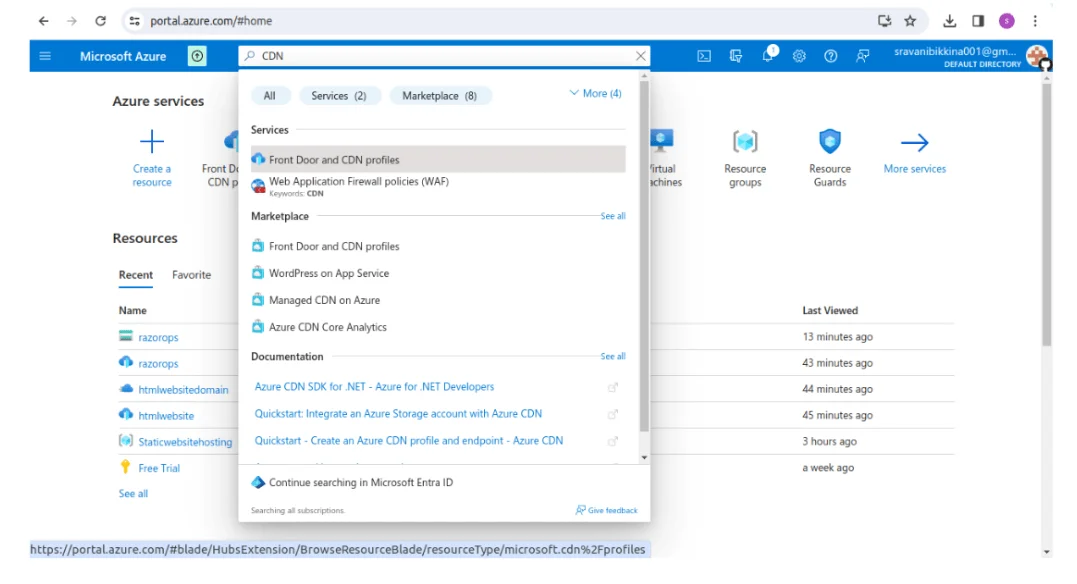 portal.azure.com/#home
S
Microsoft Azure
CDN
1
sravanibikkina001@gm...
DEFAULT DIRECTORY
Azure services
All
Services (2)
Marketplace (8)
More (4)
Services
Front Door and CDN profiles
Web Application Firewall policies (WAF)
Keywords: CDN
Marketplace
See all
Front Door and CDN profiles
WordPress on App Service
Managed CDN on Azure
Azure CDN Core Analytics
Documentation
See all
Azure CDN SDK for .NET - Azure for .NET Developers
Quickstart: Integrate an Azure Storage account with Azure CDN
Quickstart - Create an Azure CDN profile and endpoint - Azure CDN
Continue searching in Microsoft Entra ID
Searching all subscriptions.
Give feedback
Create a
resource
Front Do
CDN p
irtual
achines
Resource
groups
Resource
Guards
More services
Resources
Recent
Favorite
Name
Last Viewed
razorops
13 minutes ago
razorops
43 minutes ago
htmlwebsitedomain
44 minutes ago
htmlwebsite
45 minutes ago
Staticwebsitehosting
3 hours ago
Free Trial
a week ago
See all
https://portal.azure.com/#blade/HubsExtension/BrowseResourceBlade/resourceType/microsoft.cdn%2Fprofiles